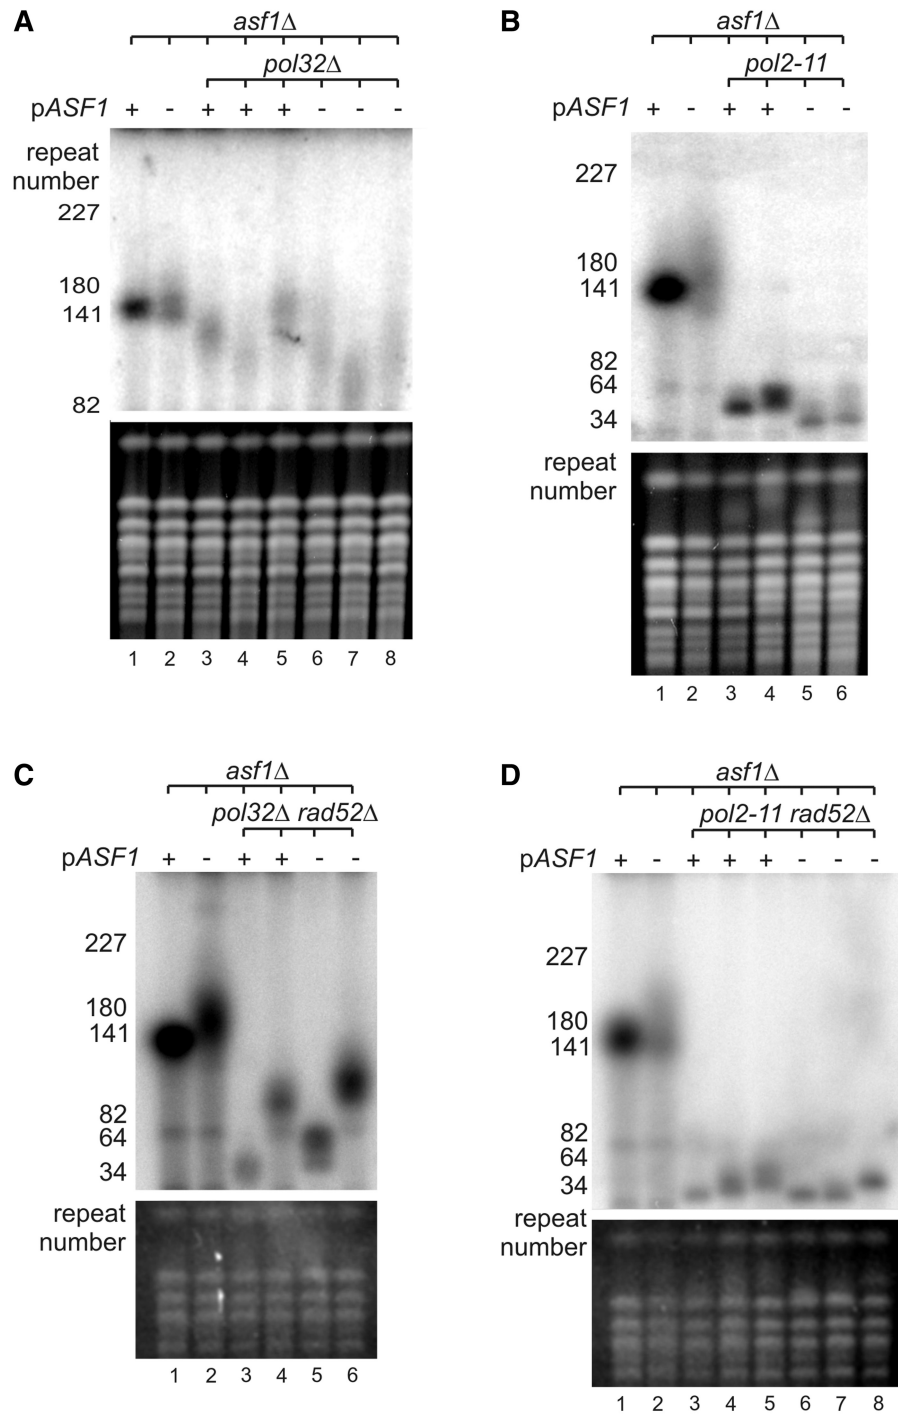 A
asf1Δ
pol32Δ
pASF1 + - + + + - - -
repeat
number
227
180
141
82
1 2 3 4 5 6 7 8
B
asf1Δ
pol2-11
pASF1 + - + + - -
227
180
141
82
64
34
repeat
number
1 2 3 4 5 6
C
asf1Δ
pol32Δ rad52Δ
pASF1 + - + + - -
227
180
141
82
64
34
repeat
number
1 2 3 4 5 6
D
asf1Δ
pol2-11 rad52Δ
pASF1 + - + + + - - -
227
180
141
82
64
34
repeat
number
1 2 3 4 5 6 7 8